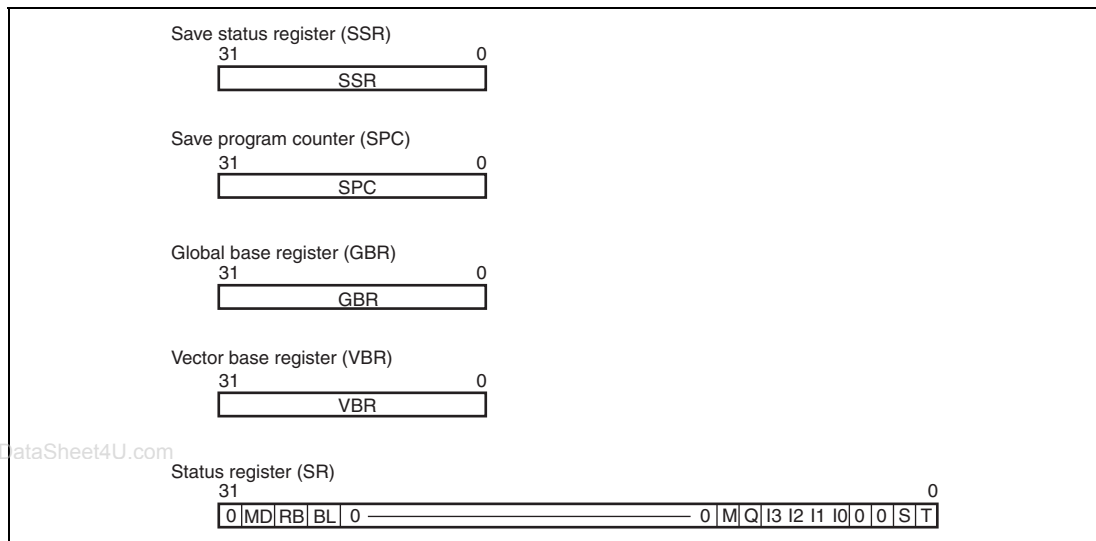 Save status register (SSR)
31 0
SSR
Save program counter (SPC)
31 0
SPC
Global base register (GBR)
31 0
GBR
Vector base register (VBR)
31 0
VBR
DataSheet4U.com
Status register (SR)
31 0
0 MD RB BL 0 0 M Q I3 I2 I1 I0 0 0 S T